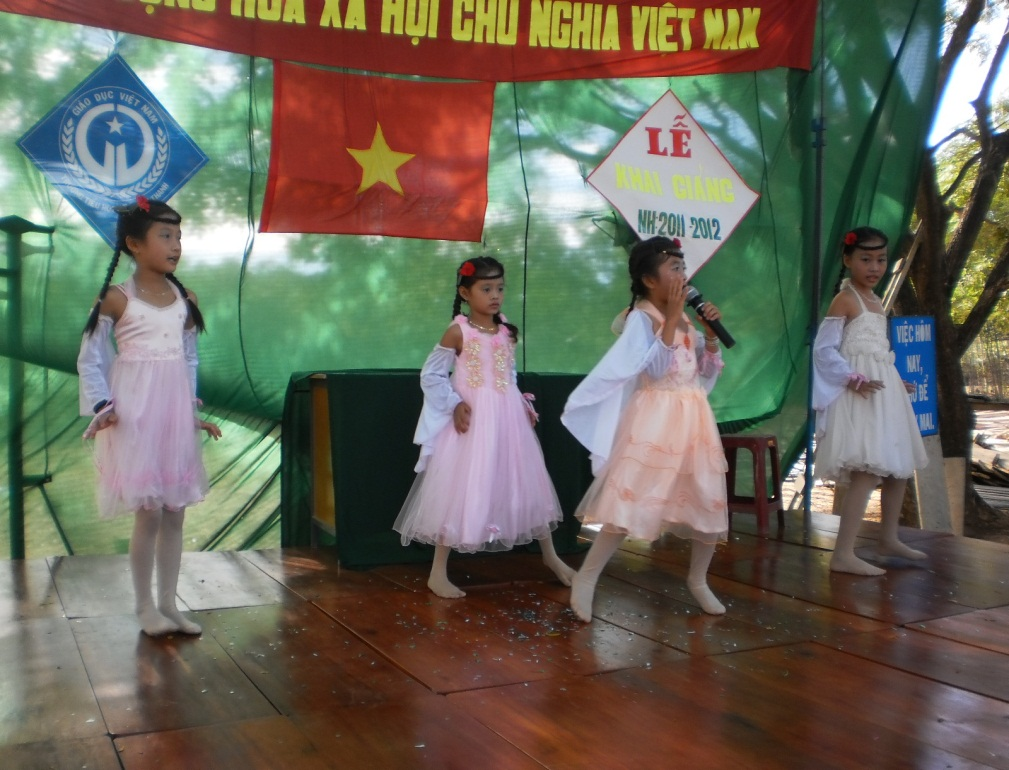 HÒA XÃ HỘI CHỦ NGHĨA VIỆT NAM
GIÁO DỤC VIỆT NAM
LỄ
KHAI GIẢNG
NH 2011-2012
VIỆC HÔM
NAY,
ĐỂ
MAI.